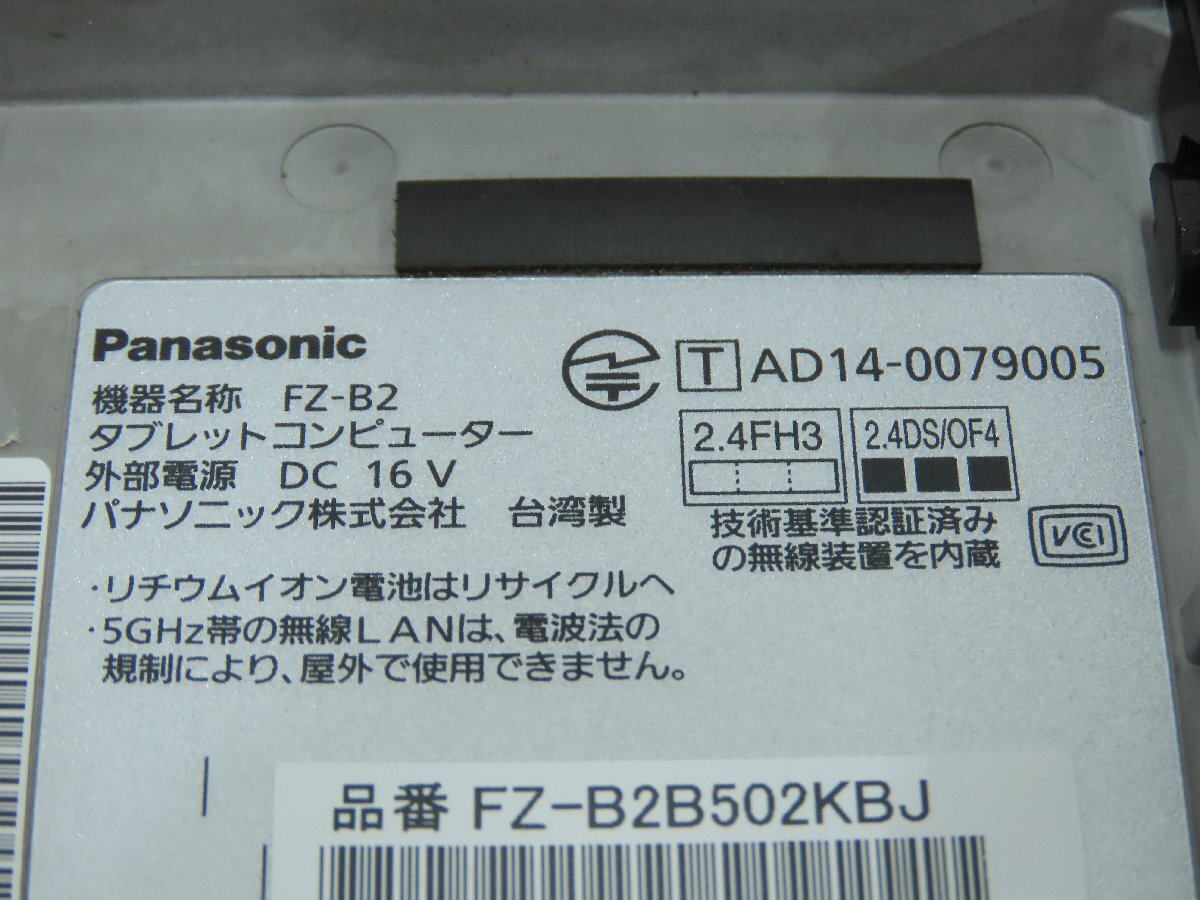 Panasonic
機器名称 FZ-B2
タブレットコンピューター
外部電源 DC 16 V
パナソニック株式会社 台湾製
T AD14-0079005
2.4FH3 2.4DS/OF4
技術基準認証済み
の無線装置を内蔵
VCI
・リチウムイオン電池はリサイクルへ
・5GHz帯の無線LANは、電波法の
規制により、屋外で使用できません。
品番 FZ-B2B502KBJ